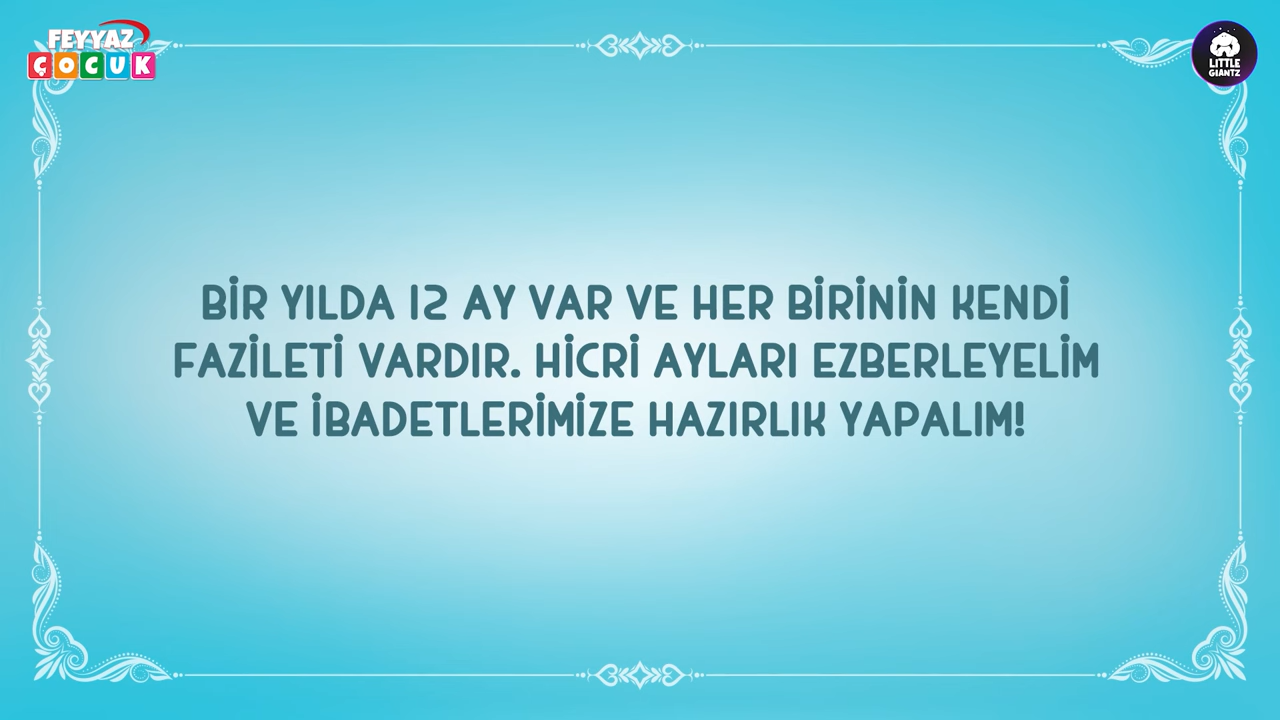 FEYYAZ
ÇOCUK
LITTLE
GIANTZ
BİR YILDA 12 AY VAR VE HER BİRİNİN KENDİ
FAZİLETİ VARDIR. HİCRİ AYLARI EZBERLEYELİM
VE İBADETLERİMİZE HAZIRLIK YAPALIM!